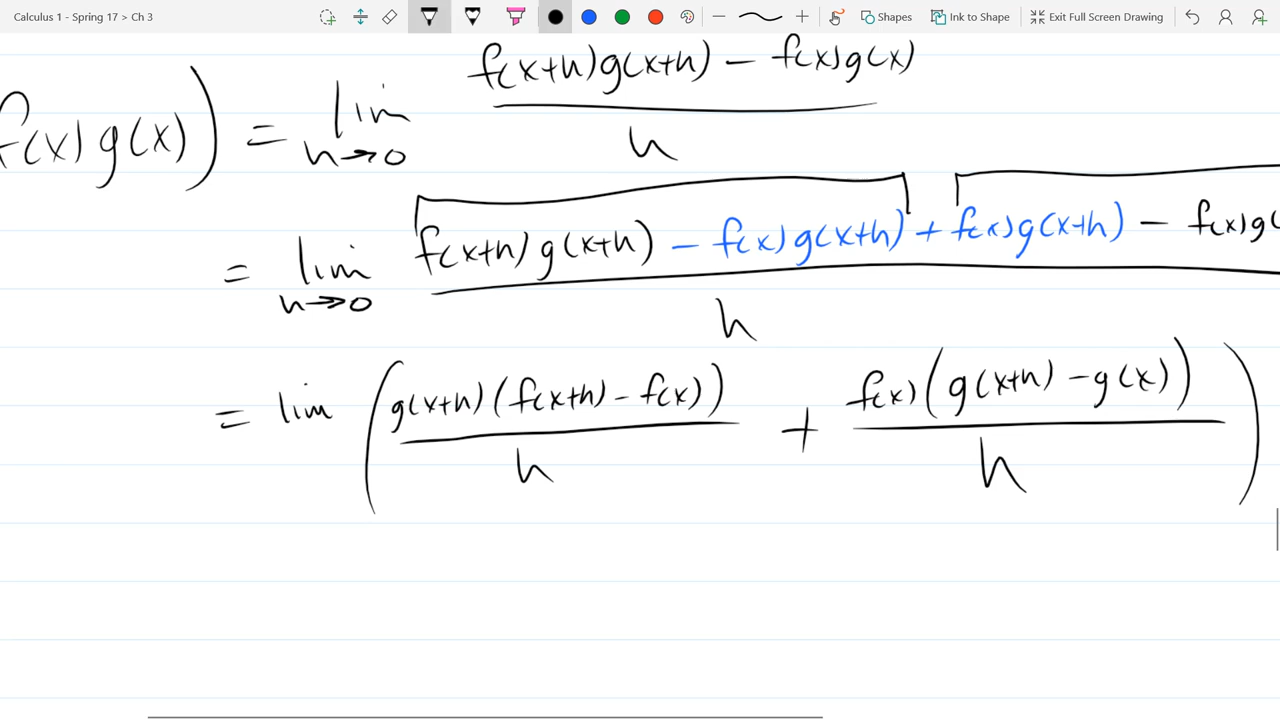 Calculus 1 - Spring 17 > Ch 3 Shapes Ink to Shape Exit Full Screen Drawing
f(x+h)g(x+h) - f(x)g(x)
f(x)g(x)) = lim
h→0 h
f(x+h)g(x+h) - f(x)g(x+h) + f(x)g(x+h) - f(x)g(
= lim
h→0 h
= lim (g(x+h)(f(x+h) - f(x)) / h + f(x)(g(x+h) - g(x)) / h)